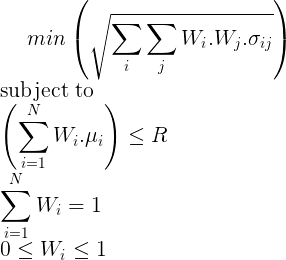 min(√(∑_i ∑_j W_i.W_j.σ_ij))
subject to
(∑_{i=1}^{N} W_i.μ_i) ≤ R
∑_{i=1}^{N} W_i = 1
0 ≤ W_i ≤ 1